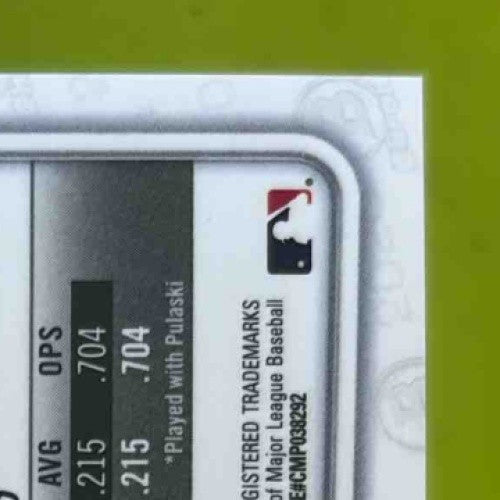 AVG OPS
.215 .704
.215 .704
*Played with Pulaski
GISTERED TRADEMARKS
of Major League Baseball
E#CMP038292